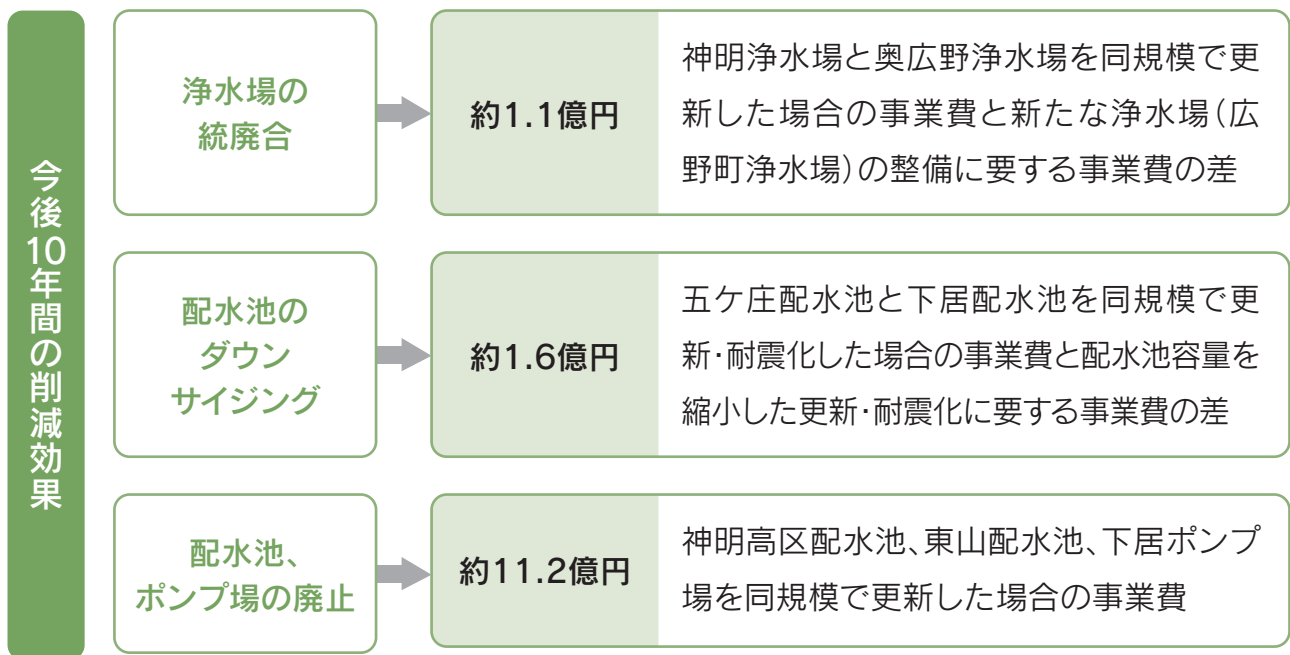 今後10年間の削減効果
浄水場の
統廃合
約1.1億円
神明浄水場と奥広野浄水場を同規模で更
新した場合の事業費と新たな浄水場(広
野町浄水場)の整備に要する事業費の差
配水池の
ダウン
サイジング
約1.6億円
五ケ庄配水池と下居配水池を同規模で更
新・耐震化した場合の事業費と配水池容量を
縮小した更新・耐震化に要する事業費の差
配水池、
ポンプ場の廃止
約11.2億円
神明高区配水池、東山配水池、下居ポンプ
場を同規模で更新した場合の事業費